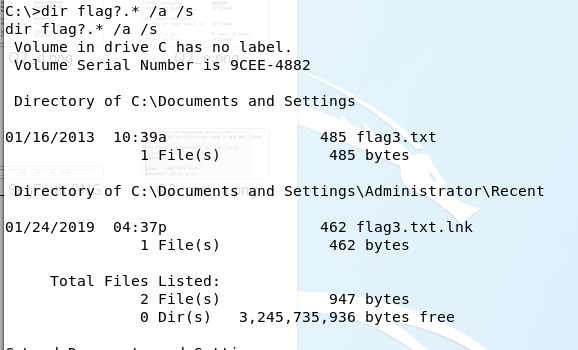 C:\>dir flag?.* /a /s
dir flag?.* /a /s
 Volume in drive C has no label.
 Volume Serial Number is 9CEE-4882

 Directory of C:\Documents and Settings

01/16/2013  10:39a                 485 flag3.txt
               1 File(s)            485 bytes

 Directory of C:\Documents and Settings\Administrator\Recent

01/24/2019  04:37p                 462 flag3.txt.lnk
               1 File(s)            462 bytes

     Total Files Listed:
               2 File(s)            947 bytes
               0 Dir(s)   3,245,735,936 bytes free